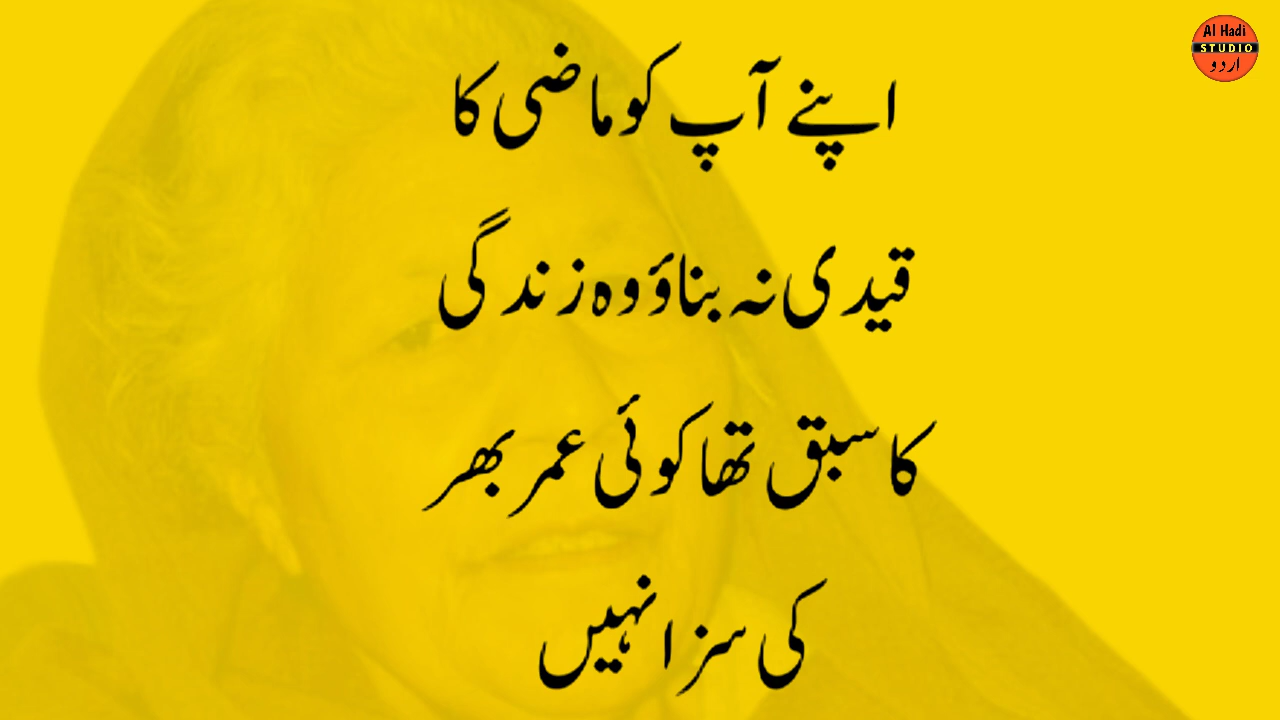 Al Hadi
STUDIO
اردو
اپنے آپ کو ماضی کا
قیدی نہ بناؤ وہ زندگی
کا سبق تھا کوئی عمر بھر
کی سزا نہیں